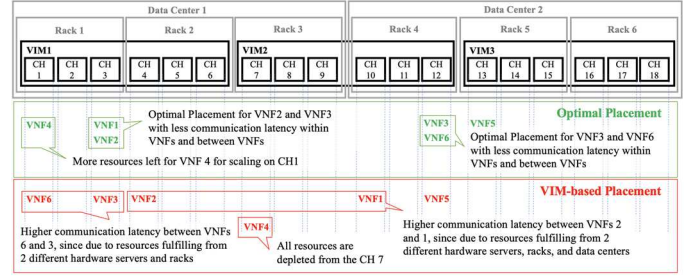 Data Center 1
Data Center 2
Rack 1
Rack 2
Rack 3
Rack 4
Rack 5
Rack 6
VIM1
VIM2
VIM3
CH 1
CH 2
CH 3
CH 4
CH 5
CH 6
CH 7
CH 8
CH 9
CH 10
CH 11
CH 12
CH 13
CH 14
CH 15
CH 16
CH 17
CH 18
Optimal Placement
VNF4
VNF1
VNF2
Optimal Placement for VNF2 and VNF3
with less communication latency within
VNFs and between VNFs
More resources left for VNF 4 for scaling on CH1
VNF3
VNF6
VNF5
Optimal Placement for VNF3 and VNF6
with less communication latency within
VNFs and between VNFs
VIM-based Placement
VNF6
VNF3
VNF2
VNF1
VNF5
Higher communication latency between VNFs
6 and 3, since due to resources fulfilling from
2 different hardware servers and racks
VNF4
All resources are
depleted from the CH 7
Higher communication latency between VNFs 2
and 1, since due to resources fulfilling from 2
different hardware servers, racks, and data centers